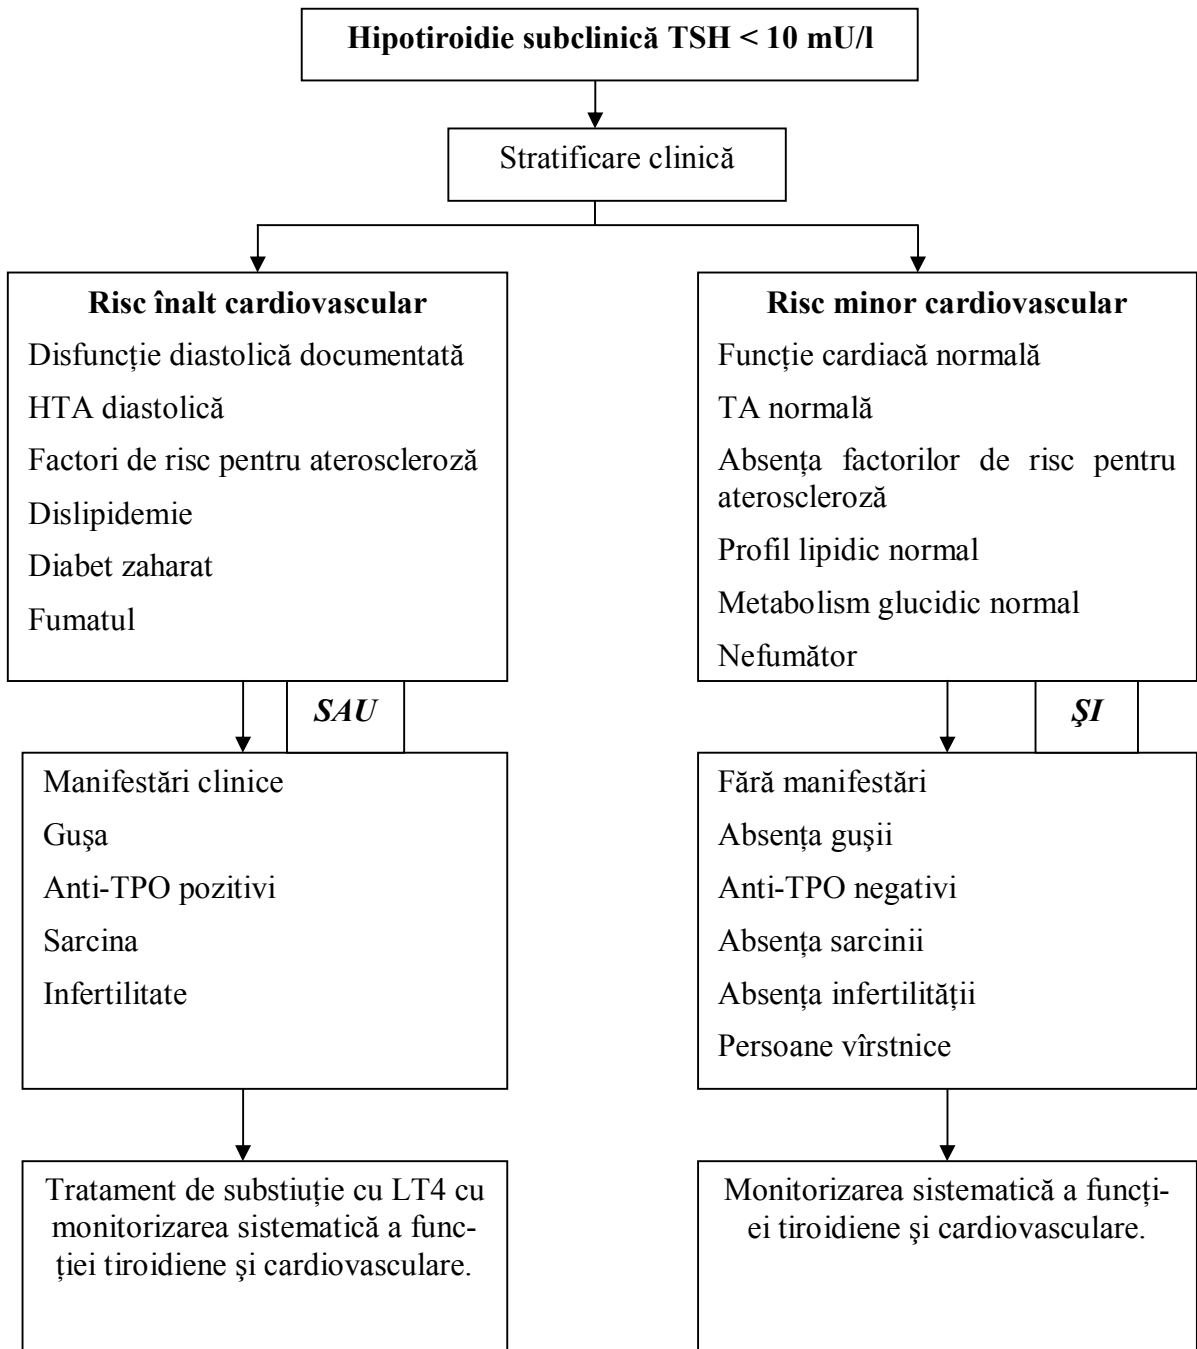 Hipotiroidie subclinică TSH < 10 mU/l
Stratificare clinică
Risc înalt cardiovascular
Disfuncție diastolică documentată
HTA diastolică
Factori de risc pentru ateroscleroză
Dislipidemie
Diabet zaharat
Fumatul
SAU
Manifestări clinice
Guşa
Anti-TPO pozitivi
Sarcina
Infertilitate
Tratament de substiuție cu LT4 cu
monitorizarea sistematică a func-
ției tiroidiene şi cardiovasculare.
Risc minor cardiovascular
Funcție cardiacă normală
TA normală
Absența factorilor de risc pentru
ateroscleroză
Profil lipidic normal
Metabolism glucidic normal
Nefumător
ŞI
Fără manifestări
Absența guşii
Anti-TPO negativi
Absența sarcinii
Absența infertilității
Persoane vîrstnice
Monitorizarea sistematică a funcți-
ei tiroidiene şi cardiovasculare.